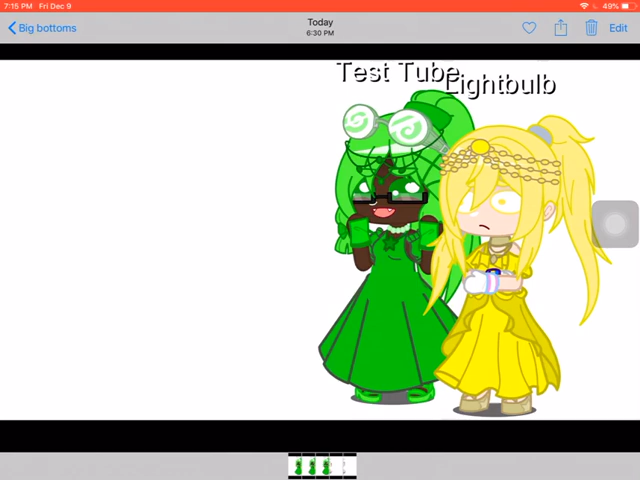 7:15 PM Fri Dec 9
49%
Big bottoms
Today
6:30 PM
Edit
Test Tube
Lightbulb